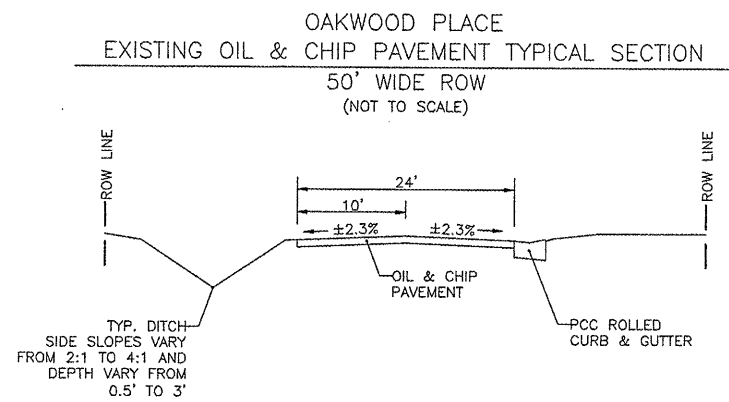 OAKWOOD PLACE
EXISTING OIL & CHIP PAVEMENT TYPICAL SECTION
50' WIDE ROW
(NOT TO SCALE)
ROW LINE
ROW LINE
24'
10'
±2.3%
±2.3%
OIL & CHIP
PAVEMENT
TYP. DITCH
SIDE SLOPES VARY
FROM 2:1 TO 4:1 AND
DEPTH VARY FROM
0.5' TO 3'
PCC ROLLED
CURB & GUTTER